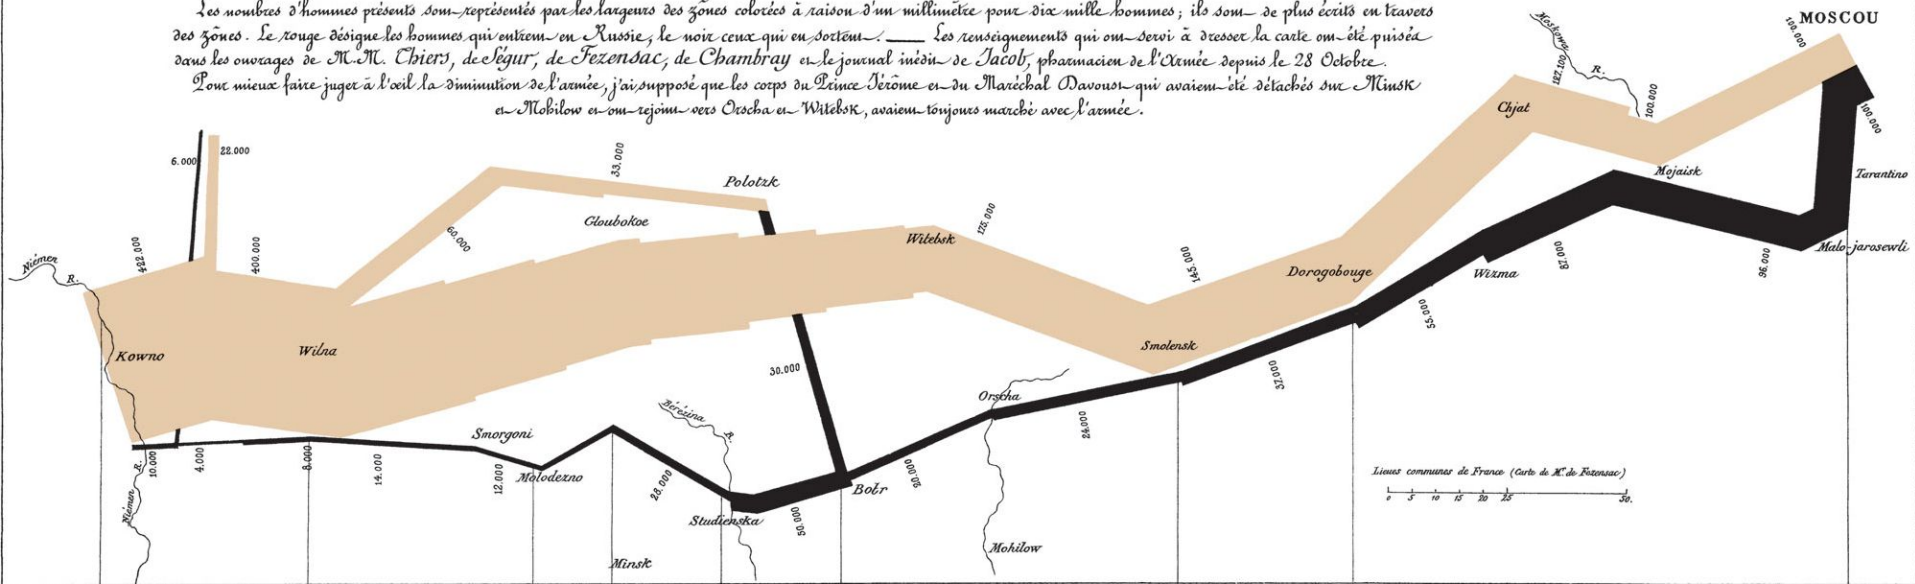 Les nombres d'hommes présents sont représentés par les largeurs des zônes colorées à raison d'un millimètre pour dix mille hommes; ils sont de plus écrits en travers
des zônes. Le rouge désigne les hommes qui entrent en Russie, le noir ceux qui en sortent. — Les renseignements qui ont servi à dresser la carte ont été puisés
dans les ouvrages de M.M. Thiers, de Ségur, de Fezensac, de Chambray et le journal inédit de Jacob, pharmacien de l'Armée depuis le 28 Octobre.
Pour mieux faire juger à l'œil la diminution de l'armée, j'ai supposé que les corps du Prince Jérôme et du Maréchal Davoust qui avaient été détachés sur Minsk
et Mohilow et ont rejoint vers Orscha et Witebsk, avaient toujours marché avec l'armée.
MOSCOU
100.000
Moskowa
R.
127.100
100.000
100.000
Chjat
Mojaisk
Tarantino
Malo-jarosewli
6.000
22.000
33.000
Polotzk
Gloubokoe
60.000
Witebsk
175.000
422.000
400.000
Niémen
R.
145.000
Dorogobouge
Wizma
87.000
96.000
55.000
Kowno
Wilna
Smolensk
37.000
30.000
Orscha
24.000
Bérézina
R.
Smorgoni
Molodezno
10.000
4.000
8.000
14.000
12.000
28.000
Botr
20.000
Studienska
50.000
R.
Niémen
Minsk
Mohilow
Lieues communes de France (Carte de M. de Fezensac)
0 5 10 15 20 25 50.